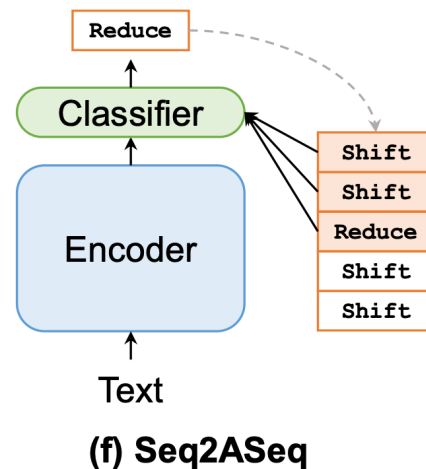 Reduce
Classifier
Shift
Shift
Encoder
Reduce
Shift
Shift
Text
(f) Seq2ASeq